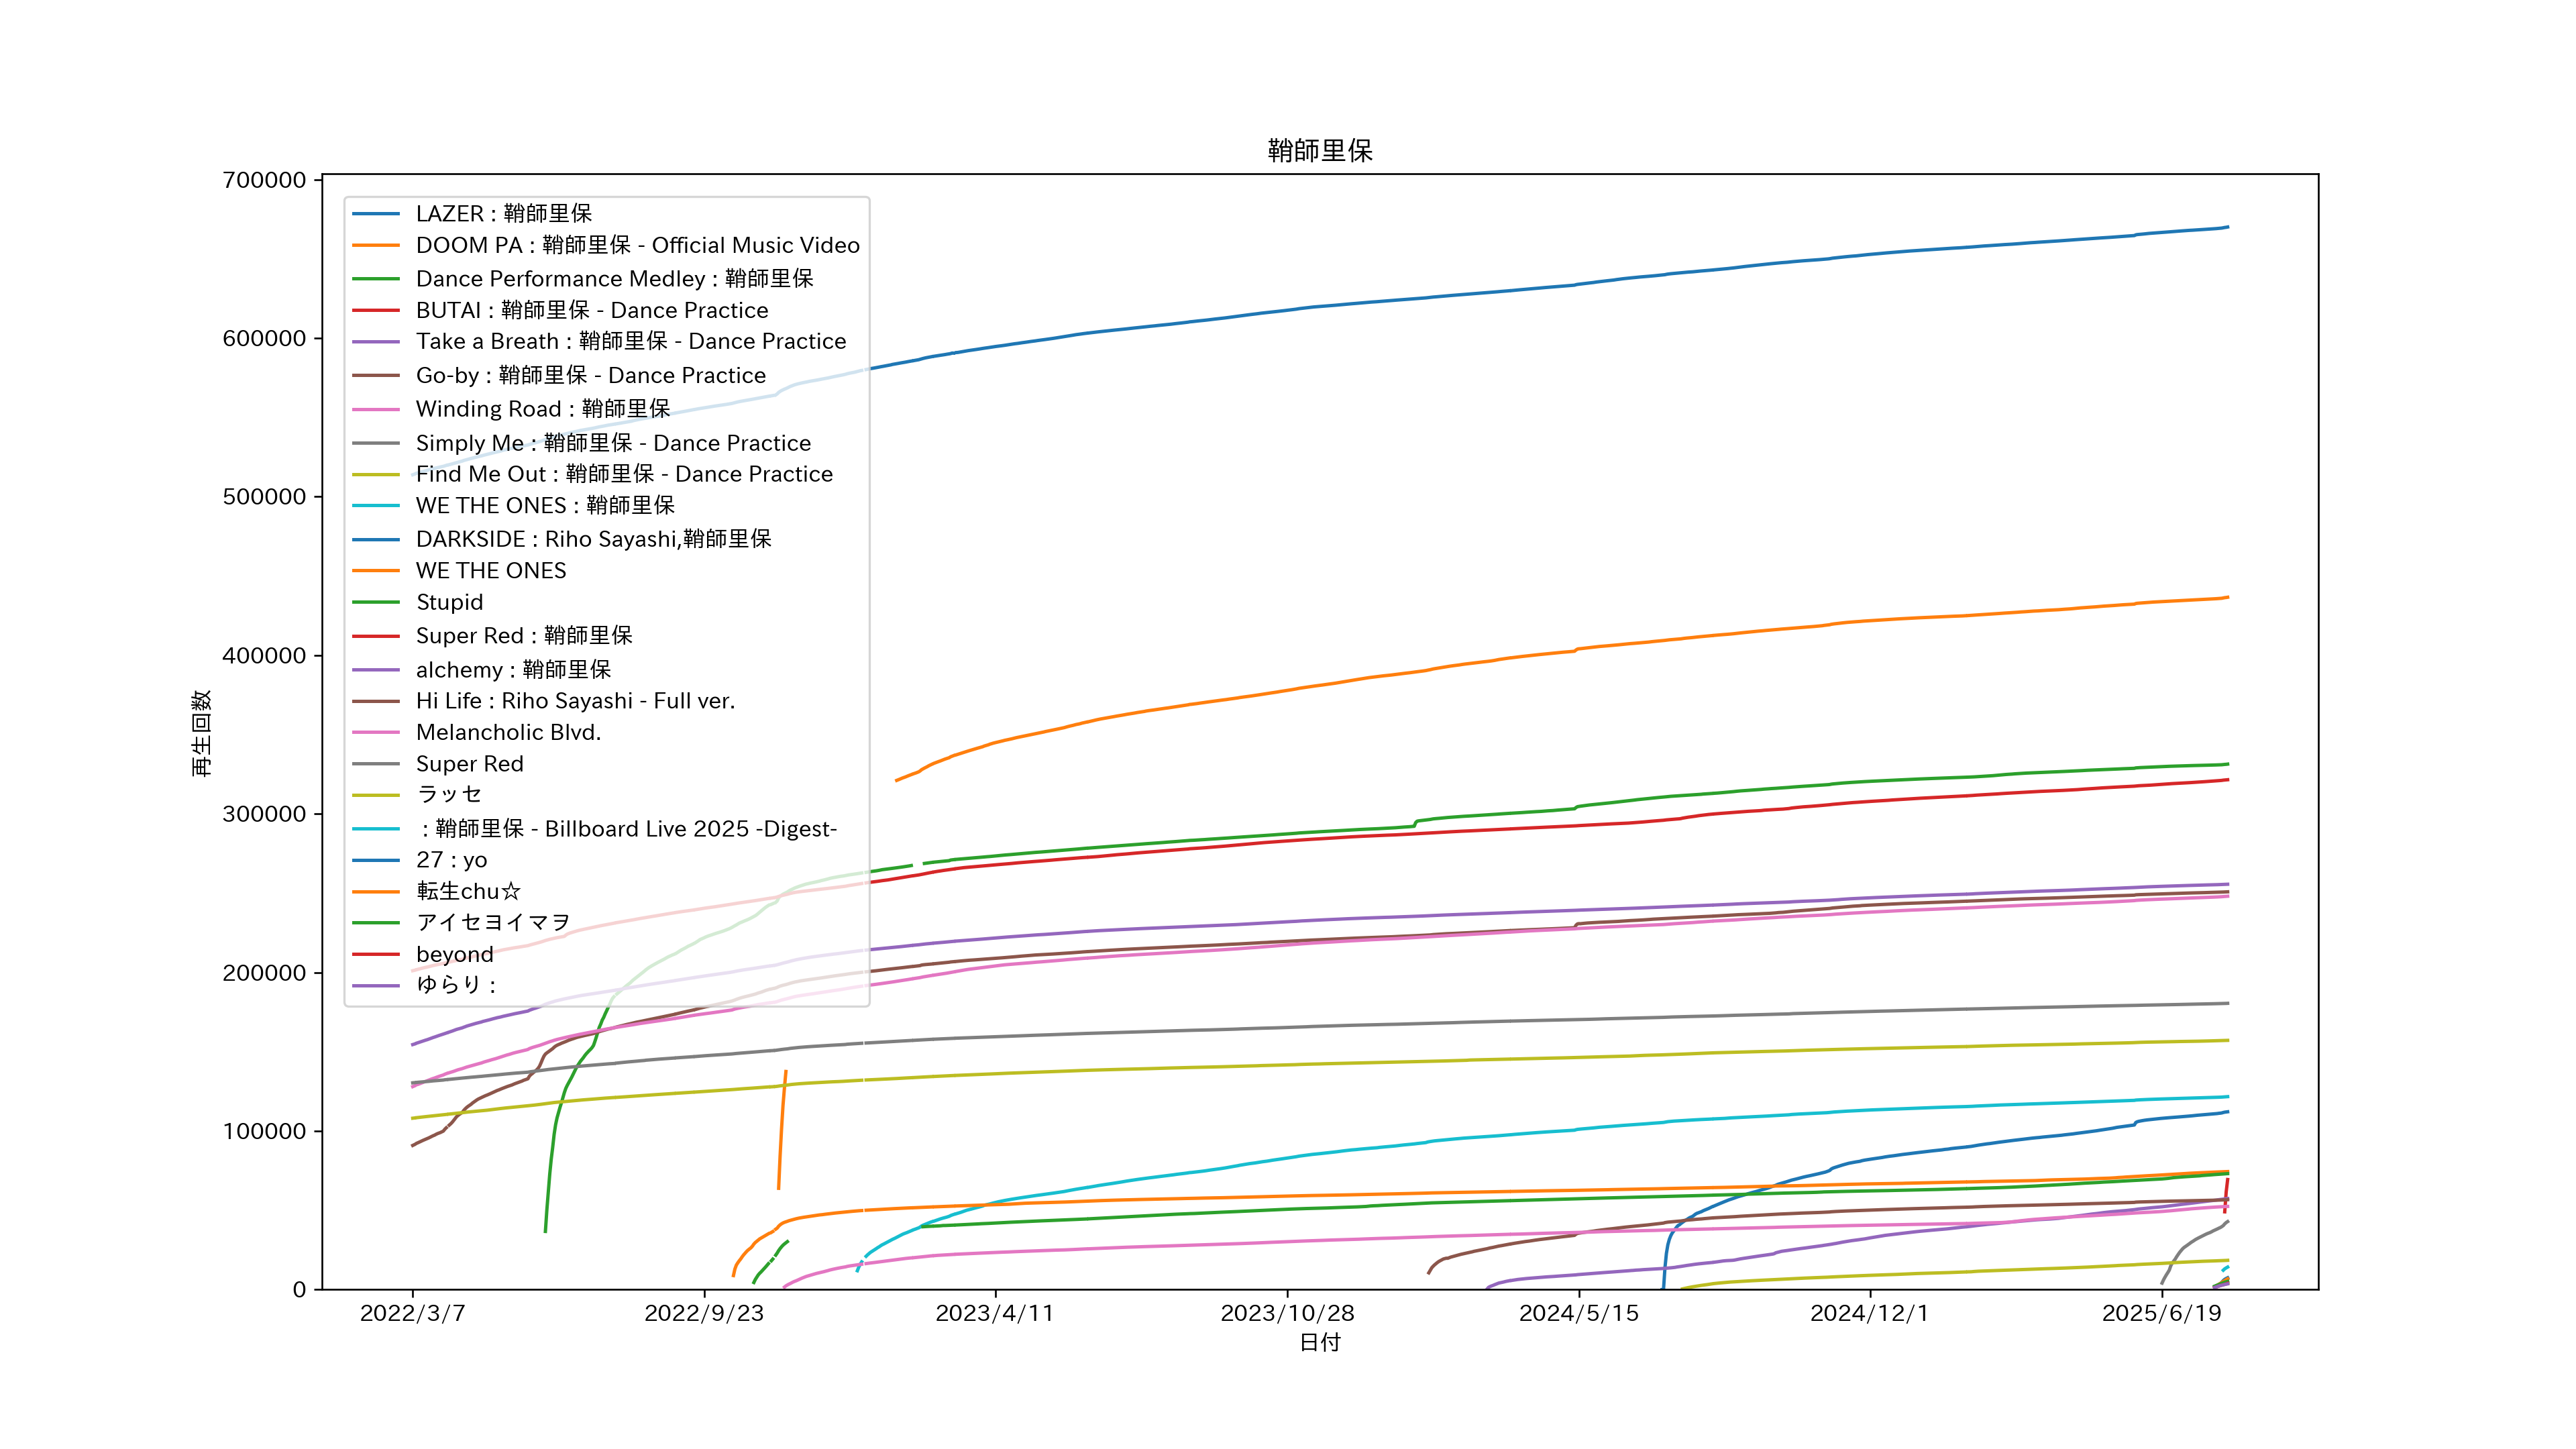 鞘師里保
700000
600000
500000
400000
300000
200000
100000
0
再生回数
LAZER : 鞘師里保
DOOM PA : 鞘師里保 - Official Music Video
Dance Performance Medley : 鞘師里保
BUTAI : 鞘師里保 - Dance Practice
Take a Breath : 鞘師里保 - Dance Practice
Go-by : 鞘師里保 - Dance Practice
Winding Road : 鞘師里保
Simply Me : 鞘師里保 - Dance Practice
Find Me Out : 鞘師里保 - Dance Practice
WE THE ONES : 鞘師里保
DARKSIDE : Riho Sayashi,鞘師里保
WE THE ONES
Stupid
Super Red : 鞘師里保
alchemy : 鞘師里保
Hi Life : Riho Sayashi - Full ver.
Melancholic Blvd.
Super Red
ラッセ
: 鞘師里保 - Billboard Live 2025 -Digest-
27 : yo
転生chu☆
アイセヨイマヲ
beyond
ゆらり :
2022/3/7 2022/9/23 2023/4/11 2023/10/28 2024/5/15 2024/12/1 2025/6/19
日付